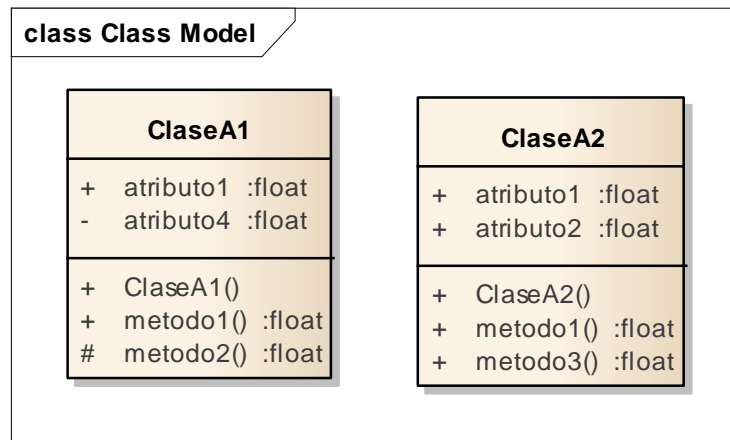 class Class Model
ClaseA1
+ atributo1 :float
- atributo4 :float
+ ClaseA1()
+ metodo1() :float
# metodo2() :float
ClaseA2
+ atributo1 :float
+ atributo2 :float
+ ClaseA2()
+ metodo1() :float
+ metodo3() :float